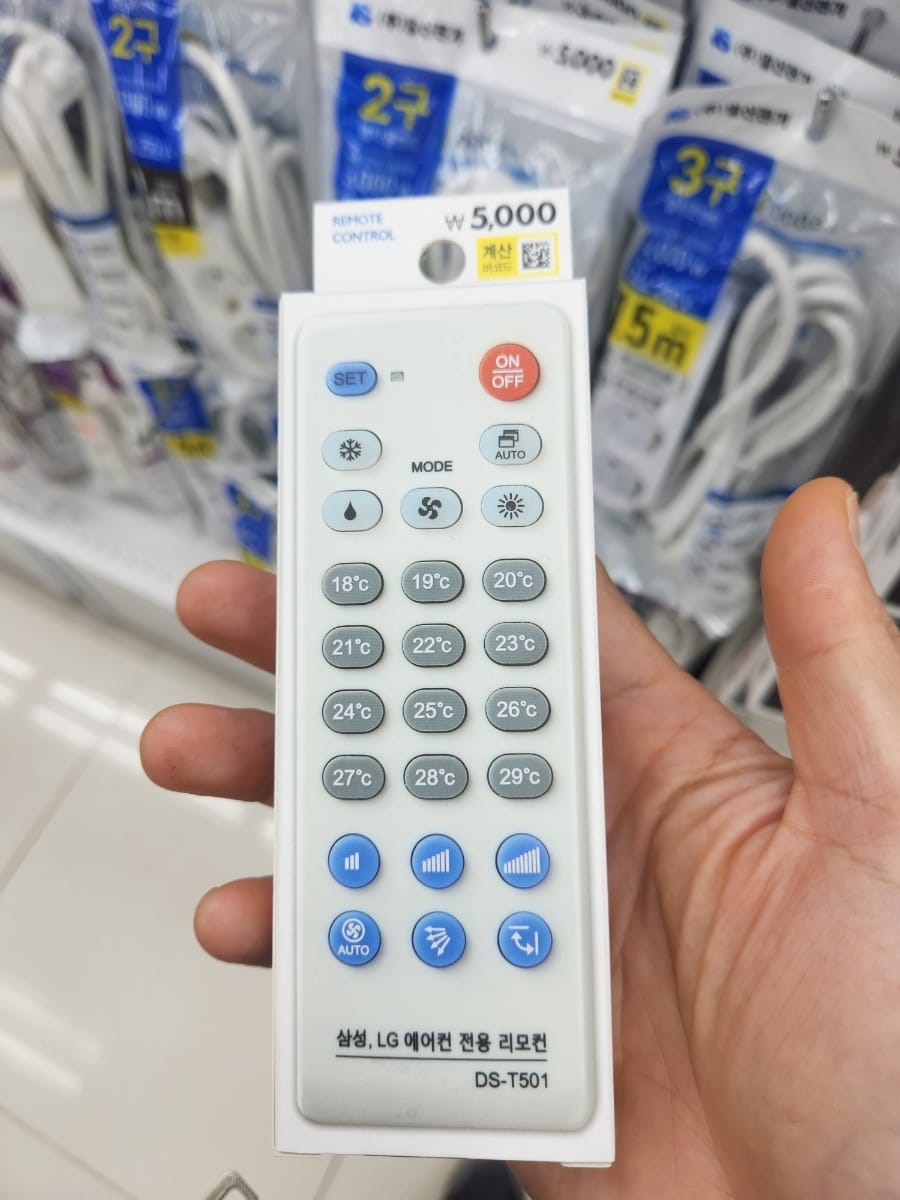 2구
2구
5,000
3구
1.5m
REMOTE CONTROL
₩5,000
계산
바코드
SET
ON
OFF
AUTO
MODE
18°c 19°c 20°c
21°c 22°c 23°c
24°c 25°c 26°c
27°c 28°c 29°c
AUTO
삼성, LG 에어컨 전용 리모컨
DS-T501